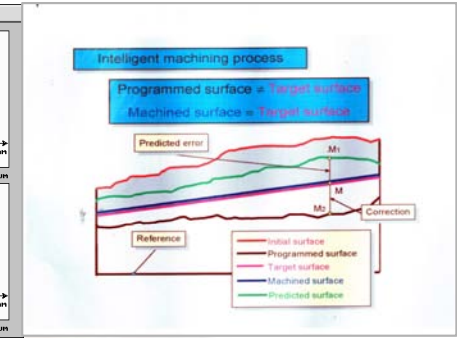 Intelligent machining process
Programmed surface ≠ Target surface
Machined surface = Target surface
Predicted error
M1
M
M2
Correction
Reference
Initial surface
Programmed surface
Target surface
Machined surface
Predicted surface